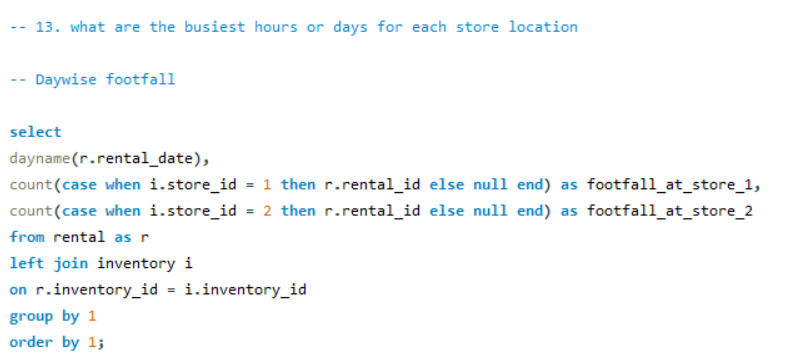 -- 13. what are the busiest hours or days for each store location
-- Daywise footfall
select
dayname(r.rental_date),
count(case when i.store_id = 1 then r.rental_id else null end) as footfall_at_store_1,
count(case when i.store_id = 2 then r.rental_id else null end) as footfall_at_store_2
from rental as r
left join inventory i
on r.inventory_id = i.inventory_id
group by 1
order by 1;